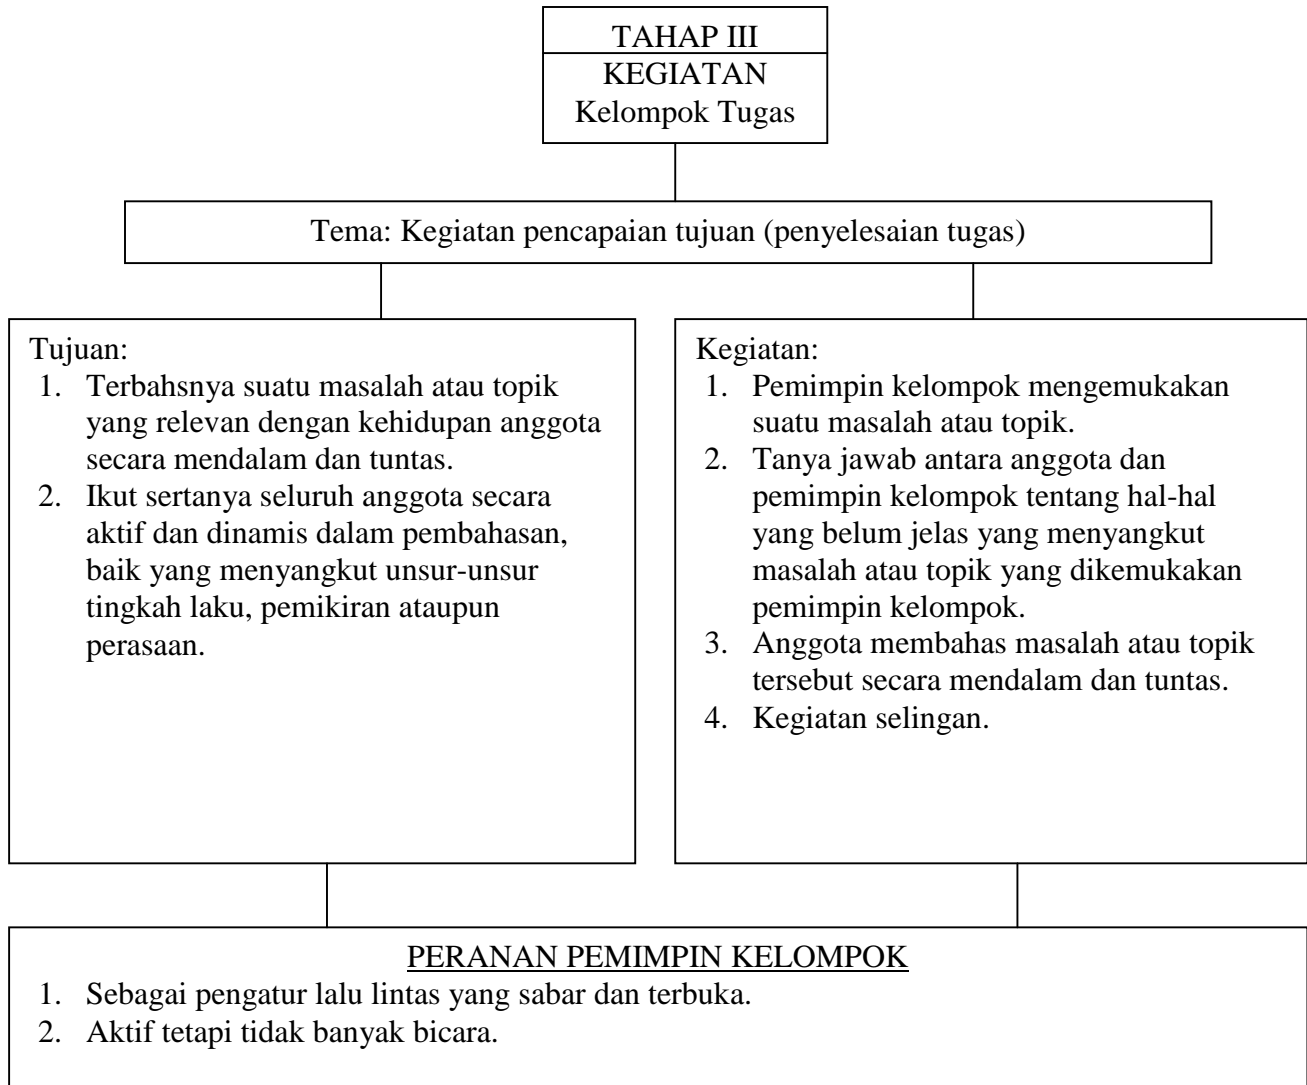 TAHAP III
KEGIATAN
Kelompok Tugas
Tema: Kegiatan pencapaian tujuan (penyelesaian tugas)
Tujuan:
1. Terbahsnya suatu masalah atau topik
yang relevan dengan kehidupan anggota
secara mendalam dan tuntas.
2. Ikut sertanya seluruh anggota secara
aktif dan dinamis dalam pembahasan,
baik yang menyangkut unsur-unsur
tingkah laku, pemikiran ataupun
perasaan.
Kegiatan:
1. Pemimpin kelompok mengemukakan
suatu masalah atau topik.
2. Tanya jawab antara anggota dan
pemimpin kelompok tentang hal-hal
yang belum jelas yang menyangkut
masalah atau topik yang dikemukakan
pemimpin kelompok.
3. Anggota membahas masalah atau topik
tersebut secara mendalam dan tuntas.
4. Kegiatan selingan.
PERANAN PEMIMPIN KELOMPOK
1. Sebagai pengatur lalu lintas yang sabar dan terbuka.
2. Aktif tetapi tidak banyak bicara.